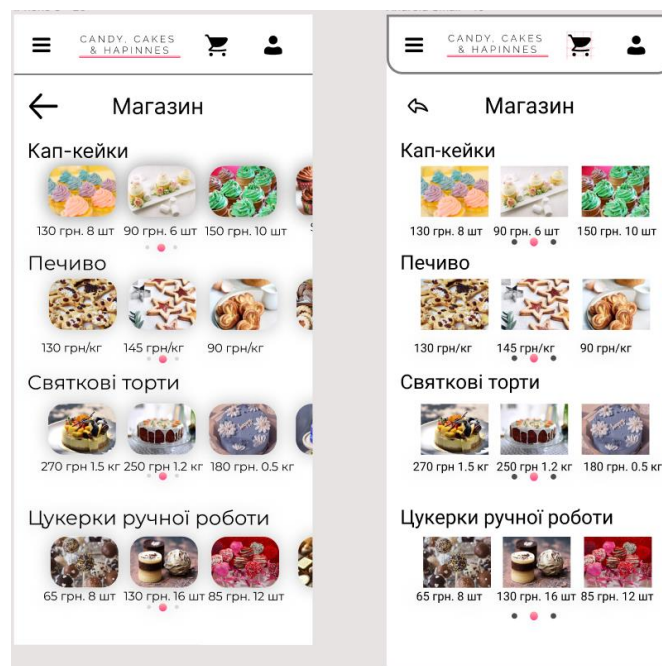 CANDY, CAKES
& HAPINNES
Магазин
Кап-кейки
130 грн. 8 шт 90 грн. 6 шт 150 грн. 10 шт
Печиво
130 грн/кг 145 грн/кг 90 грн/кг
Святкові торти
270 грн 1.5 кг 250 грн 1.2 кг 180 грн. 0.5 кг
Цукерки ручної роботи
65 грн. 8 шт 130 грн. 16 шт 85 грн. 12 шт
CANDY, CAKES
& HAPINNES
Магазин
Кап-кейки
130 грн. 8 шт 90 грн. 6 шт 150 грн. 10 шт
Печиво
130 грн/кг 145 грн/кг 90 грн/кг
Святкові торти
270 грн 1.5 кг 250 грн 1.2 кг 180 грн. 0.5 кг
Цукерки ручної роботи
65 грн. 8 шт 130 грн. 16 шт 85 грн. 12 шт